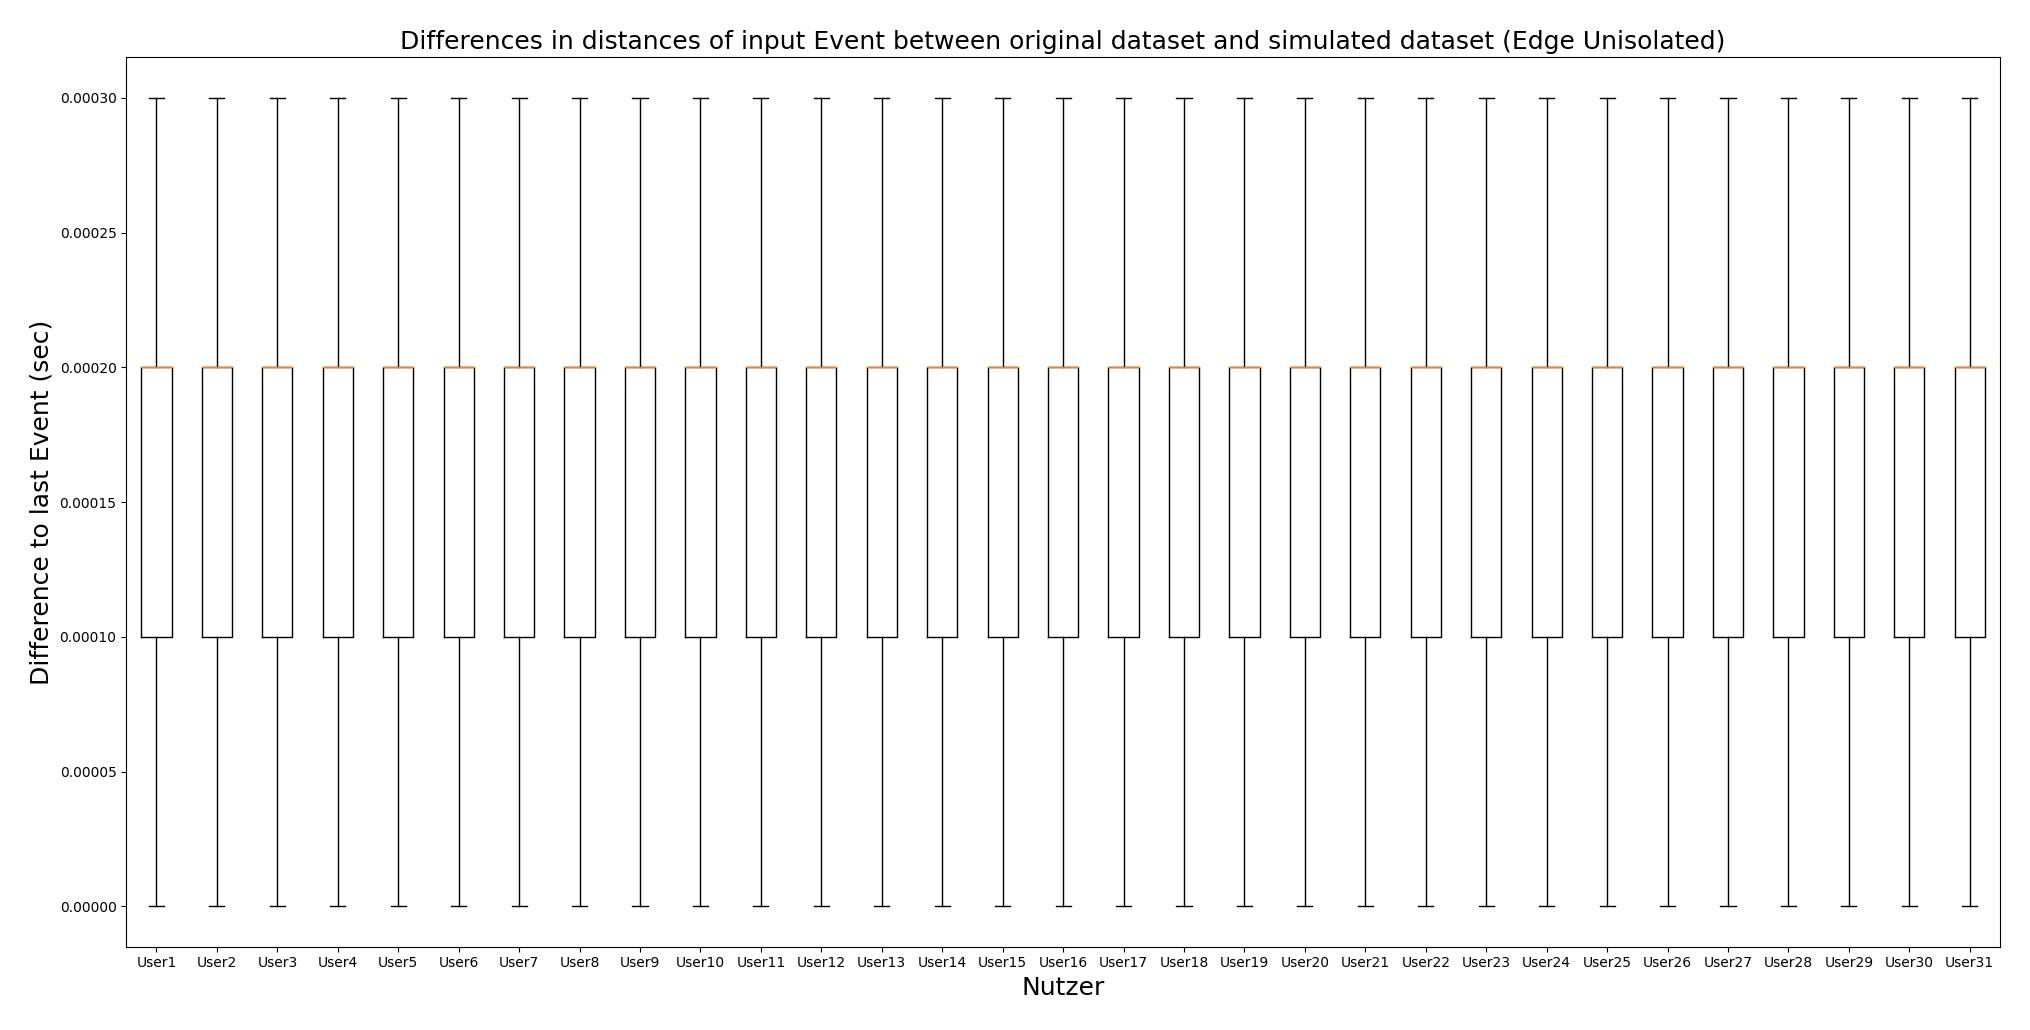 Differences in distances of input Event between original dataset and simulated dataset (Edge Unisolated)
Difference to last Event (sec)
0.00030
0.00025
0.00020
0.00015
0.00010
0.00005
0.00000
User1 User2 User3 User4 User5 User6 User7 User8 User9 User10 User11 User12 User13 User14 User15 User16 User17 User18 User19 User20 User21 User22 User23 User24 User25 User26 User27 User28 User29 User30 User31
Nutzer